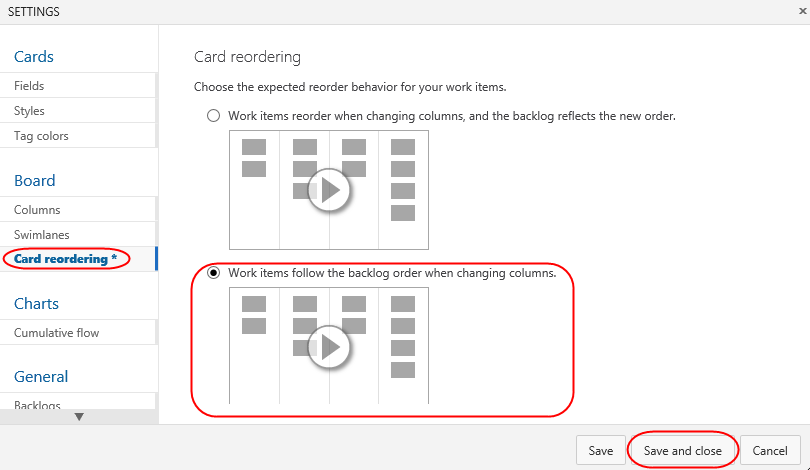 SETTINGS
×
Cards
Fields
Styles
Tag colors
Board
Columns
Swimlanes
Card reordering *
Charts
Cumulative flow
General
Backlogs
Card reordering
Choose the expected reorder behavior for your work items.
Work items reorder when changing columns, and the backlog reflects the new order.
Work items follow the backlog order when changing columns.
Save
Save and close
Cancel